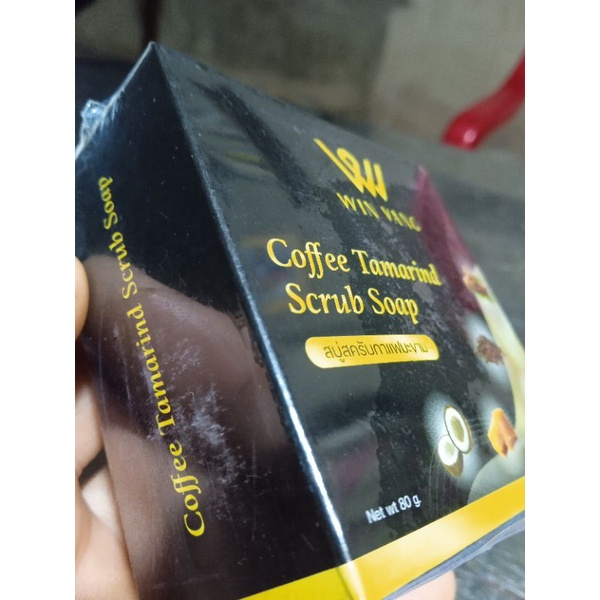 Coffee Tamarind Scrub Soap
WIN VANG
Coffee Tamarind
Scrub Soap
สบู่สครับกาแฟมะขาม
Net wt 80 g.